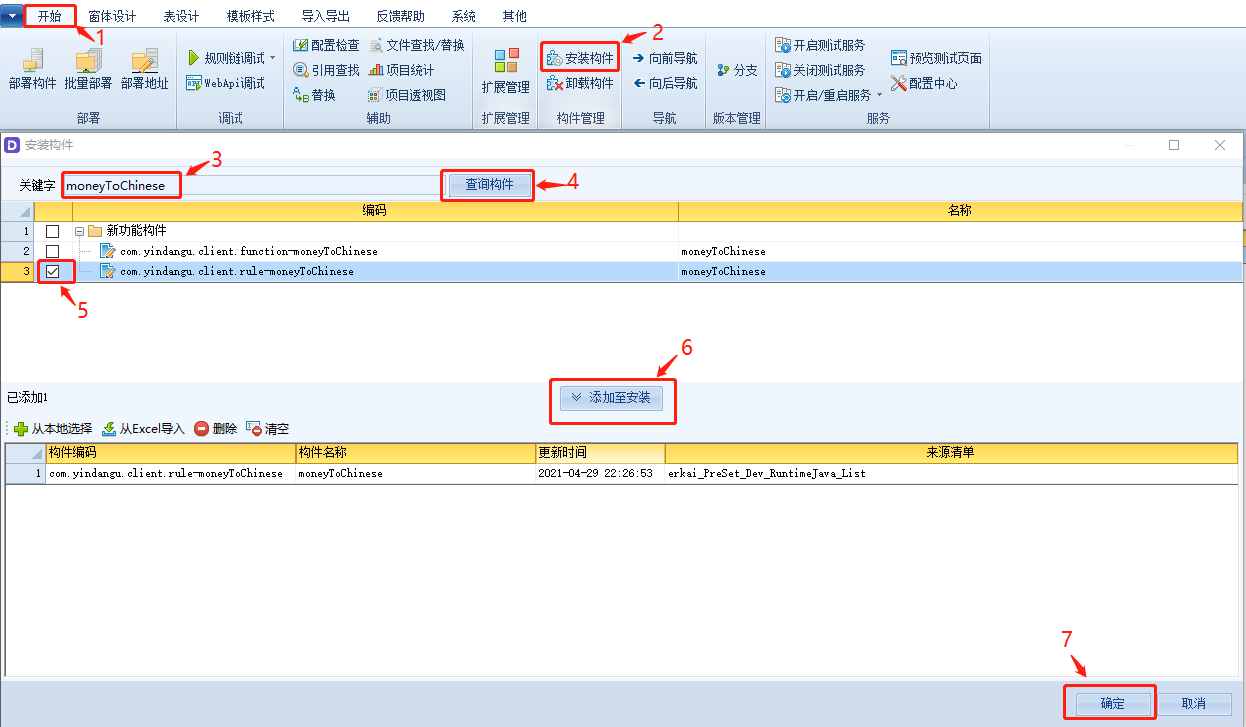 开始 窗体设计 表设计 模板样式 导入导出 反馈帮助 系统 其他
1
2
部署构件 批量部署 部署地址
部署
规则链调试
WebApi调试
调试
配置检查 文件查找/替换
引用查找 项目统计
替换 项目透视图
辅助
扩展管理
扩展管理
安装构件
卸载构件
构件管理
向前导航
向后导航
导航
分支
版本管理
开启测试服务 预览测试页面
关闭测试服务 配置中心
开启/重启服务
服务
D 安装构件
3
关键字 moneyToChinese 查询构件 4
编码 名称
1 新功能构件
2 com.yindangu.client.function-moneyToChinese moneyToChinese
3 com.yindangu.client.rule-moneyToChinese moneyToChinese
5
6
已添加1 添加至安装
从本地选择 从Excel导入 删除 清空
构件编码 构件名称 更新时间 来源清单
1 com.yindangu.client.rule-moneyToChinese moneyToChinese 2021-04-29 22:26:53 erkai_PreSet_Dev_RuntimeJava_List
7
确定 取消